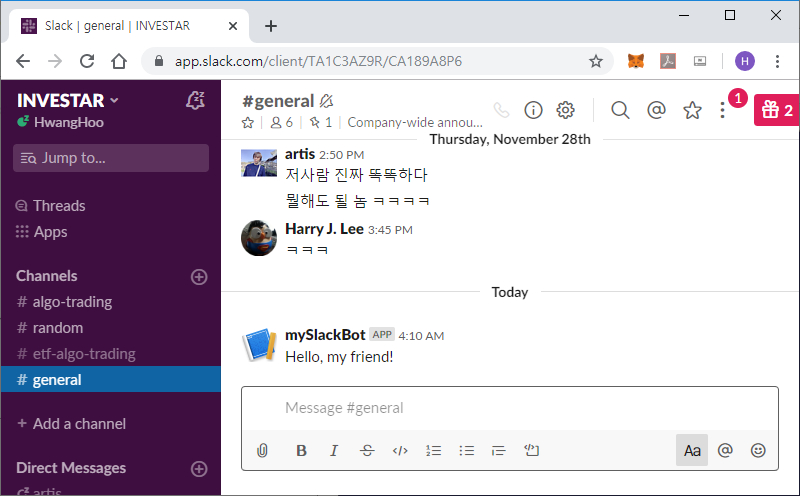 Slack | general | INVESTAR
app.slack.com/client/TA1C3AZ9R/CA189A8P6
H
INVESTAR
HwangHoo
Jump to...
Threads
Apps
Channels
# algo-trading
# random
# etf-algo-trading
# general
+ Add a channel
Direct Messages
artis
#general
6
1
Company-wide annou...
1
2
Thursday, November 28th
artis 2:50 PM
저사람 진짜 똑똑하다
뭘해도 될 놈 ㅋㅋㅋㅋ
Harry J. Lee 3:45 PM
ㅋㅋㅋ
Today
mySlackBot APP 4:10 AM
Hello, my friend!
Message #general
B I S </>
Aa @